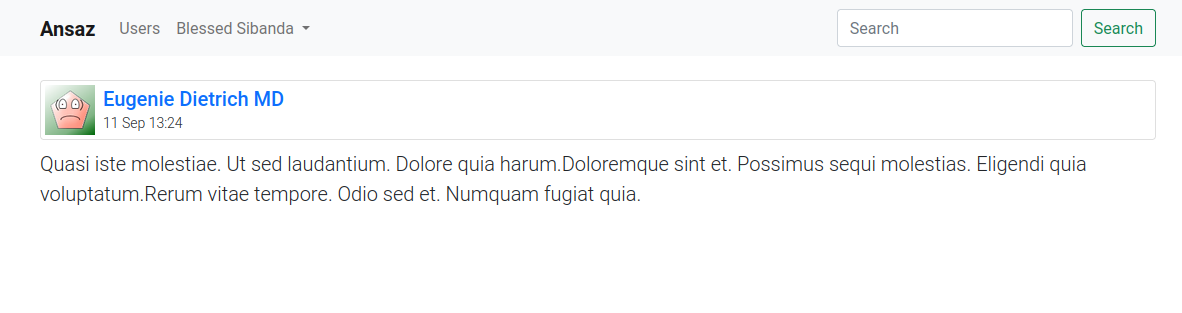 Ansaz Users Blessed Sibanda Search Search
Eugenie Dietrich MD
11 Sep 13:24
Quasi iste molestiae. Ut sed laudantium. Dolore quia harum.Doloremque sint et. Possimus sequi molestias. Eligendi quia
voluptatum.Rerum vitae tempore. Odio sed et. Numquam fugiat quia.